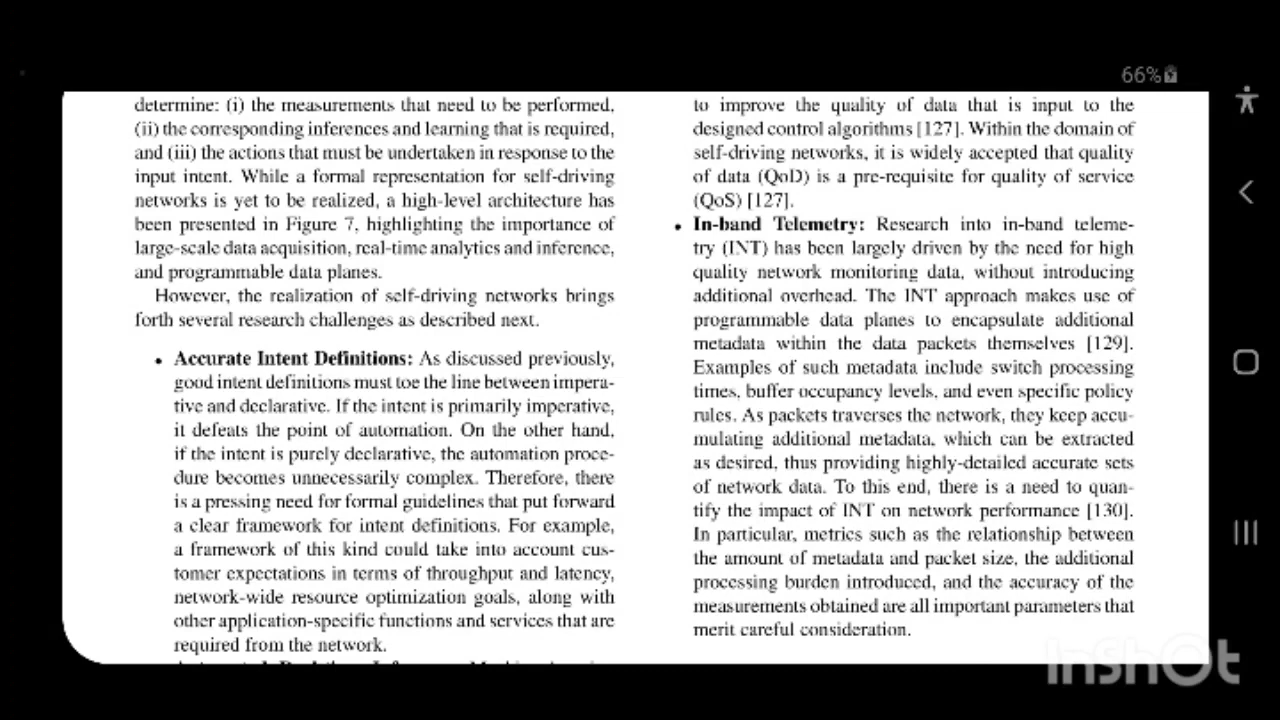 66%
determine: (i) the measurements that need to be performed,
(ii) the corresponding inferences and learning that is required,
and (iii) the actions that must be undertaken in response to the
input intent. While a formal representation for self-driving
networks is yet to be realized, a high-level architecture has
been presented in Figure 7, highlighting the importance of
large-scale data acquisition, real-time analytics and inference,
and programmable data planes.
However, the realization of self-driving networks brings
forth several research challenges as described next.
• Accurate Intent Definitions: As discussed previously,
good intent definitions must toe the line between impera-
tive and declarative. If the intent is primarily imperative,
it defeats the point of automation. On the other hand,
if the intent is purely declarative, the automation proce-
dure becomes unnecessarily complex. Therefore, there
is a pressing need for formal guidelines that put forward
a clear framework for intent definitions. For example,
a framework of this kind could take into account cus-
tomer expectations in terms of throughput and latency,
network-wide resource optimization goals, along with
other application-specific functions and services that are
required from the network.
to improve the quality of data that is input to the
designed control algorithms [127]. Within the domain of
self-driving networks, it is widely accepted that quality
of data (QoD) is a pre-requisite for quality of service
(QoS) [127].
• In-band Telemetry: Research into in-band teleme-
try (INT) has been largely driven by the need for high
quality network monitoring data, without introducing
additional overhead. The INT approach makes use of
programmable data planes to encapsulate additional
metadata within the data packets themselves [129].
Examples of such metadata include switch processing
times, buffer occupancy levels, and even specific policy
rules. As packets traverses the network, they keep accu-
mulating additional metadata, which can be extracted
as desired, thus providing highly-detailed accurate sets
of network data. To this end, there is a need to quan-
tify the impact of INT on network performance [130].
In particular, metrics such as the relationship between
the amount of metadata and packet size, the additional
processing burden introduced, and the accuracy of the
measurements obtained are all important parameters that
merit careful consideration.
InShOt